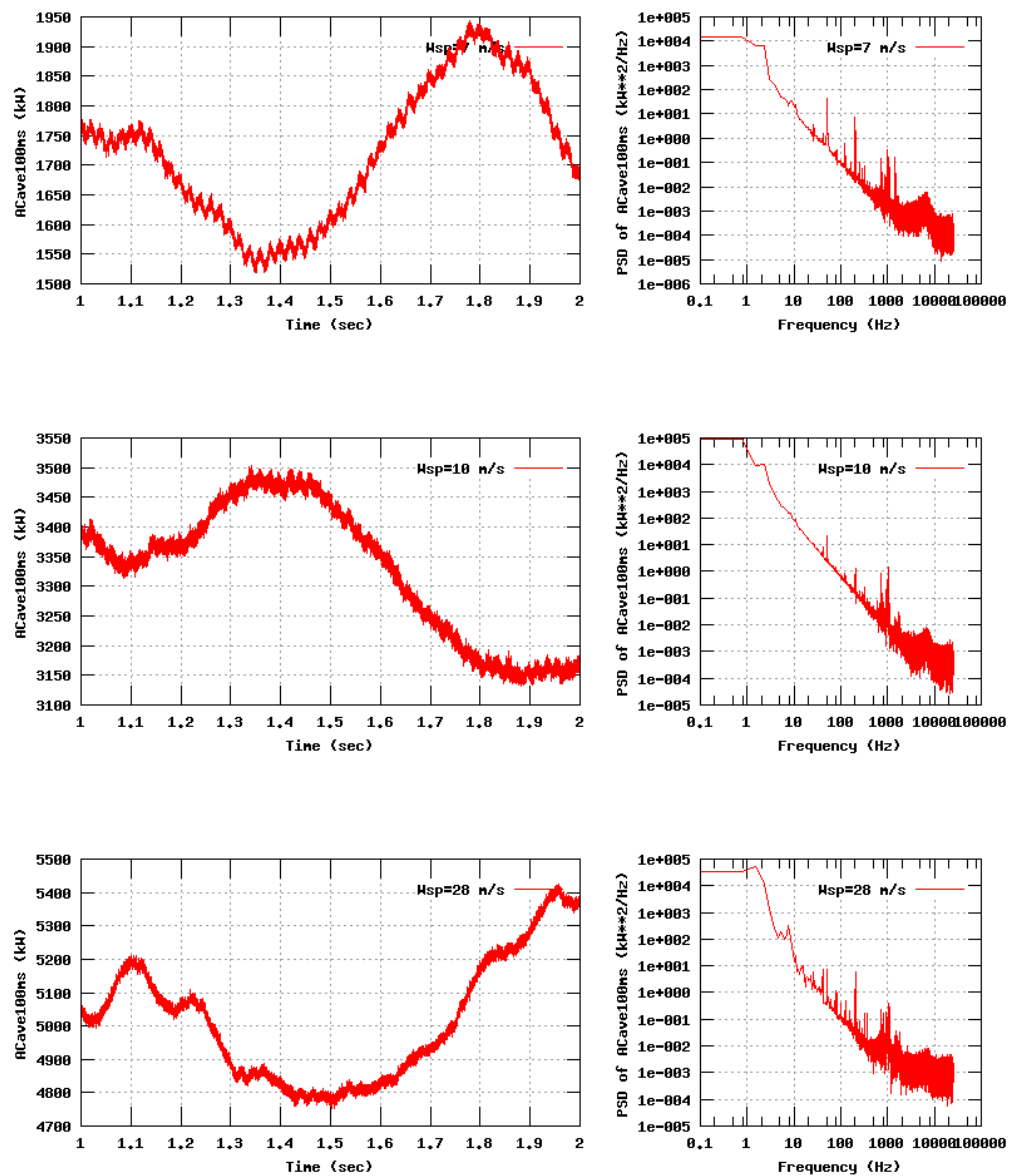 1950
1900
1850
1800
1750
1700
1650
1600
1550
1500
ACave100ms (kW)
Wsp=7 m/s
1 1.1 1.2 1.3 1.4 1.5 1.6 1.7 1.8 1.9 2
Time (sec)
1e+005
1e+004
1e+003
1e+002
1e+001
1e+000
1e-001
1e-002
1e-003
1e-004
1e-005
1e-006
PSD of ACave100ms (kW**2/Hz)
Wsp=7 m/s
0.1 1 10 100 1000 10000 100000
Frequency (Hz)
3550
3500
3450
3400
3350
3300
3250
3200
3150
3100
ACave100ms (kW)
Wsp=10 m/s
1 1.1 1.2 1.3 1.4 1.5 1.6 1.7 1.8 1.9 2
Time (sec)
1e+005
1e+004
1e+003
1e+002
1e+001
1e+000
1e-001
1e-002
1e-003
1e-004
1e-005
PSD of ACave100ms (kW**2/Hz)
Wsp=10 m/s
0.1 1 10 100 1000 10000 100000
Frequency (Hz)
5500
5400
5300
5200
5100
5000
4900
4800
4700
ACave100ms (kW)
Wsp=28 m/s
1 1.1 1.2 1.3 1.4 1.5 1.6 1.7 1.8 1.9 2
Time (sec)
1e+005
1e+004
1e+003
1e+002
1e+001
1e+000
1e-001
1e-002
1e-003
1e-004
1e-005
PSD of ACave100ms (kW**2/Hz)
Wsp=28 m/s
0.1 1 10 100 1000 10000 100000
Frequency (Hz)